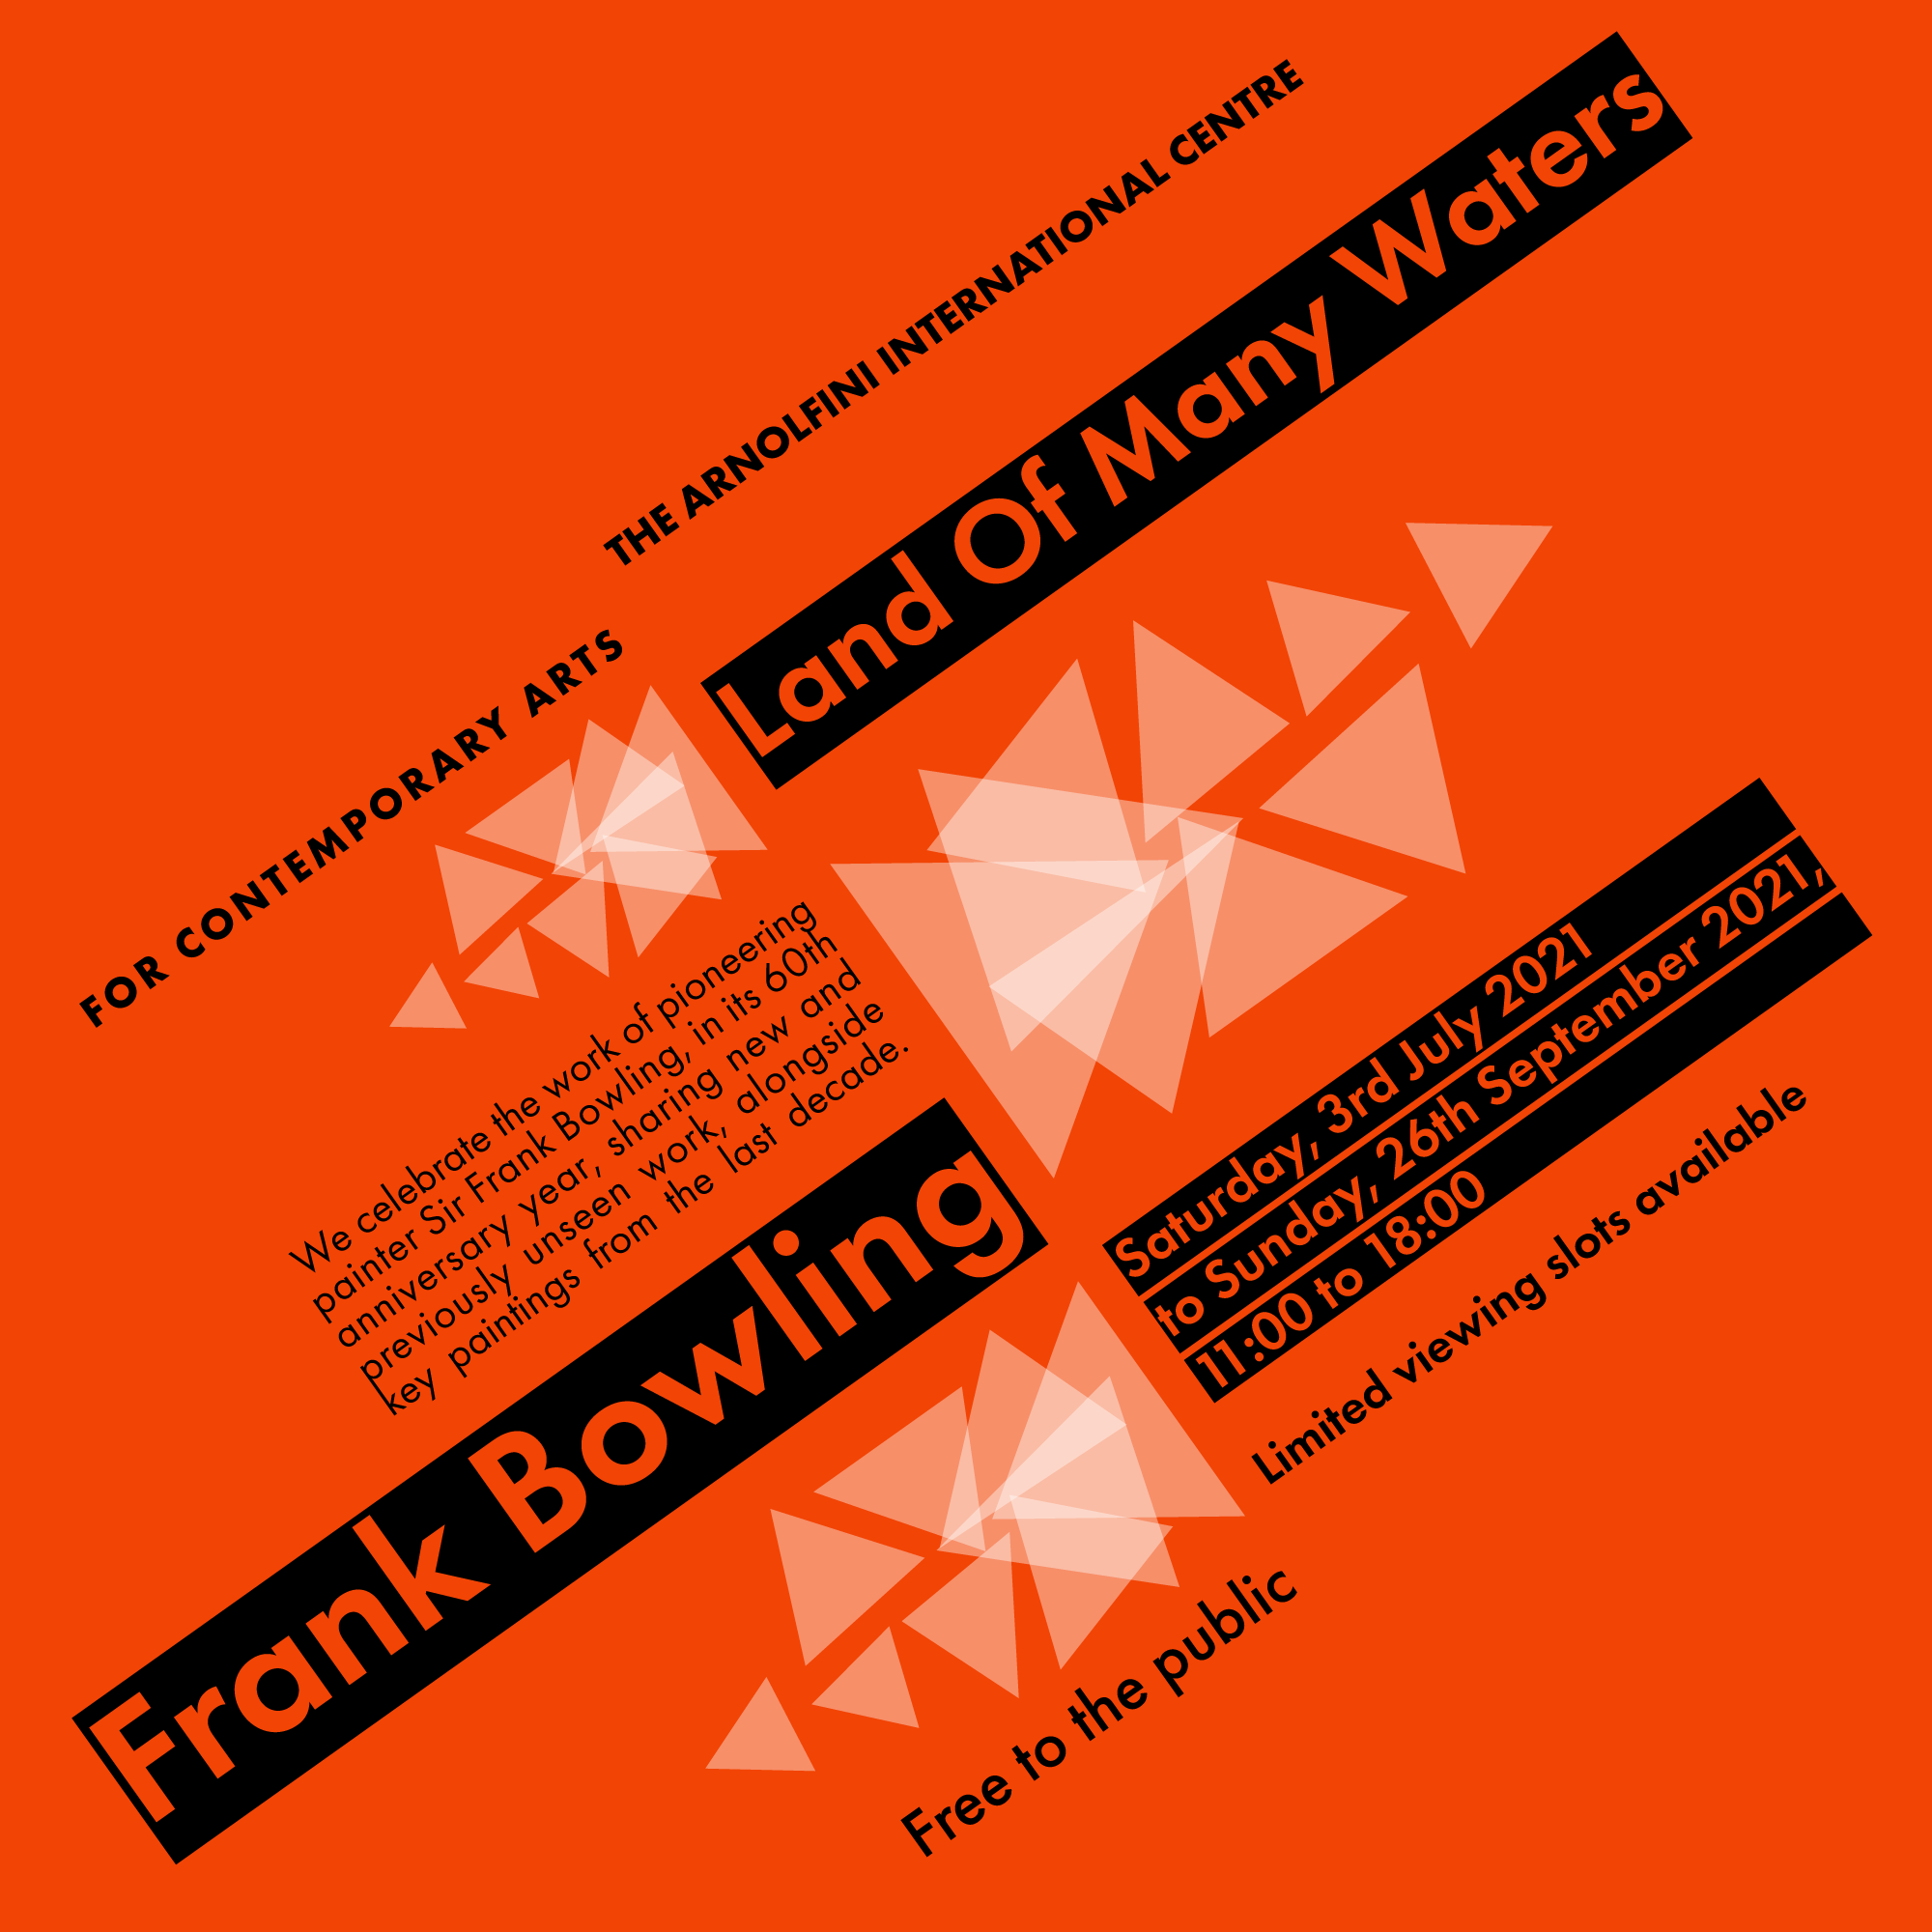 THE ARNOLFINI INTERNATIONAL CENTRE
FOR CONTEMPORARY ARTS
Land Of Many Waters
We celebrate the work of pioneering
painter Sir Frank Bowling, in its 60th
anniversary year, sharing new and
previously unseen work, alongside
key paintings from the last decade.
Frank Bowling
Saturday, 3rd July 2021
to Sunday, 26th September 2021,
11:00 to 18:00
Limited viewing slots available
Free to the public